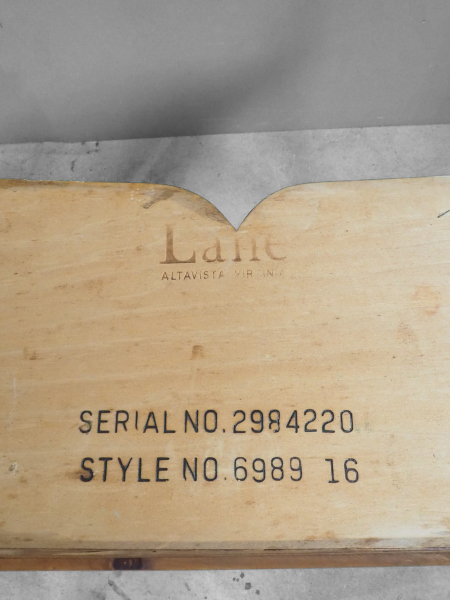 Lane
ALTAVISTA VIRGINIA
SERIAL NO. 2984220
STYLE NO. 6989 16